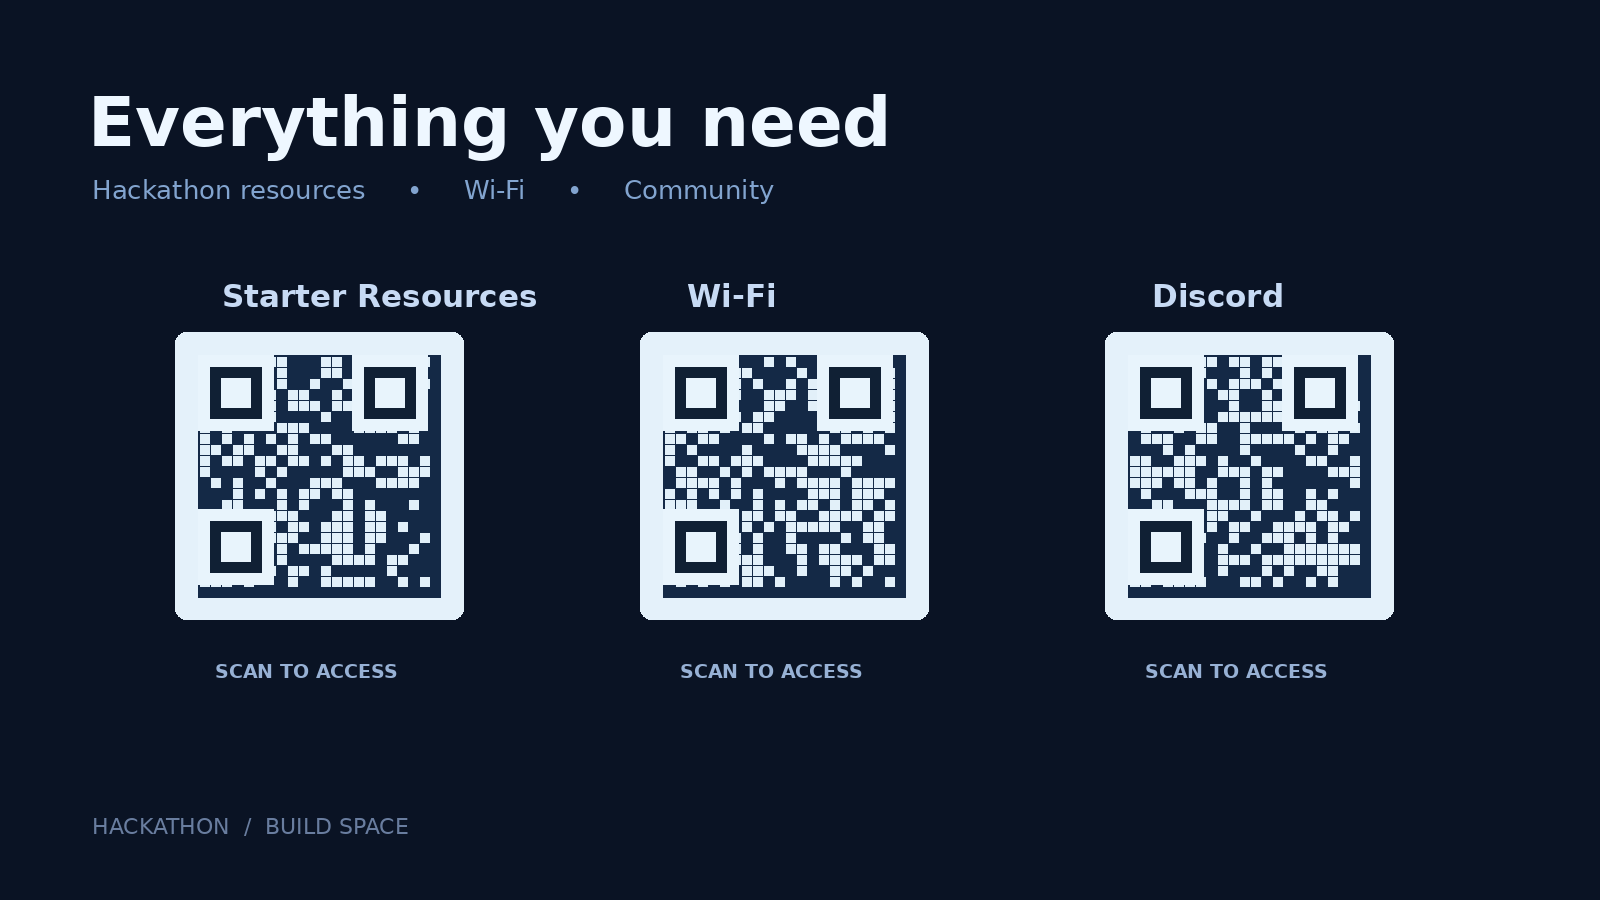 Everything you need
Hackathon resources • Wi-Fi • Community
Starter Resources
Wi-Fi
Discord
SCAN TO ACCESS
SCAN TO ACCESS
SCAN TO ACCESS
HACKATHON / BUILD SPACE